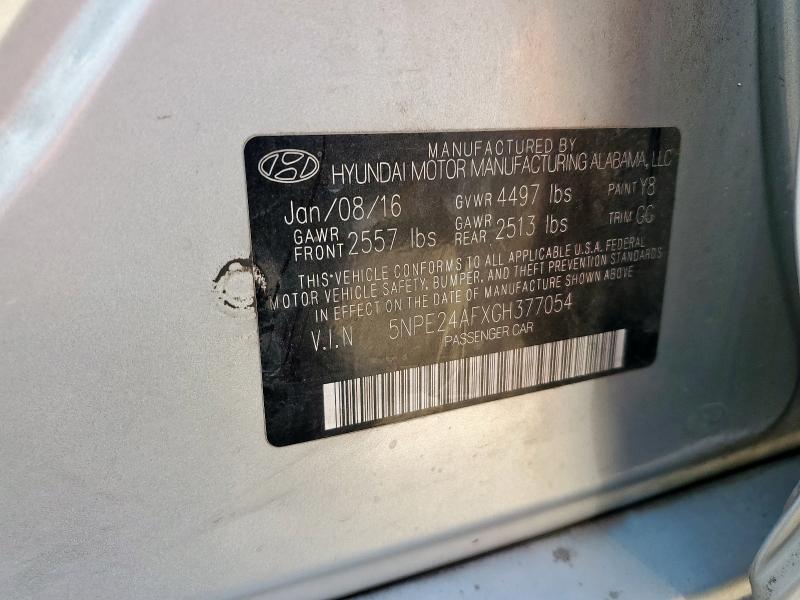 MANUFACTURED BY
HYUNDAI MOTOR MANUFACTURING ALABAMA, LLC
Jan/08/16 GVWR 4497 lbs PAINT Y8
GAWR FRONT 2557 lbs GAWR REAR 2513 lbs TRIM GG
THIS VEHICLE CONFORMS TO ALL APPLICABLE U.S.A. FEDERAL
MOTOR VEHICLE SAFETY, BUMPER, AND THEFT PREVENTION STANDARDS
IN EFFECT ON THE DATE OF MANUFACTURE SHOWN ABOVE
V.I.N 5NPE24AFXGH377054
PASSENGER CAR